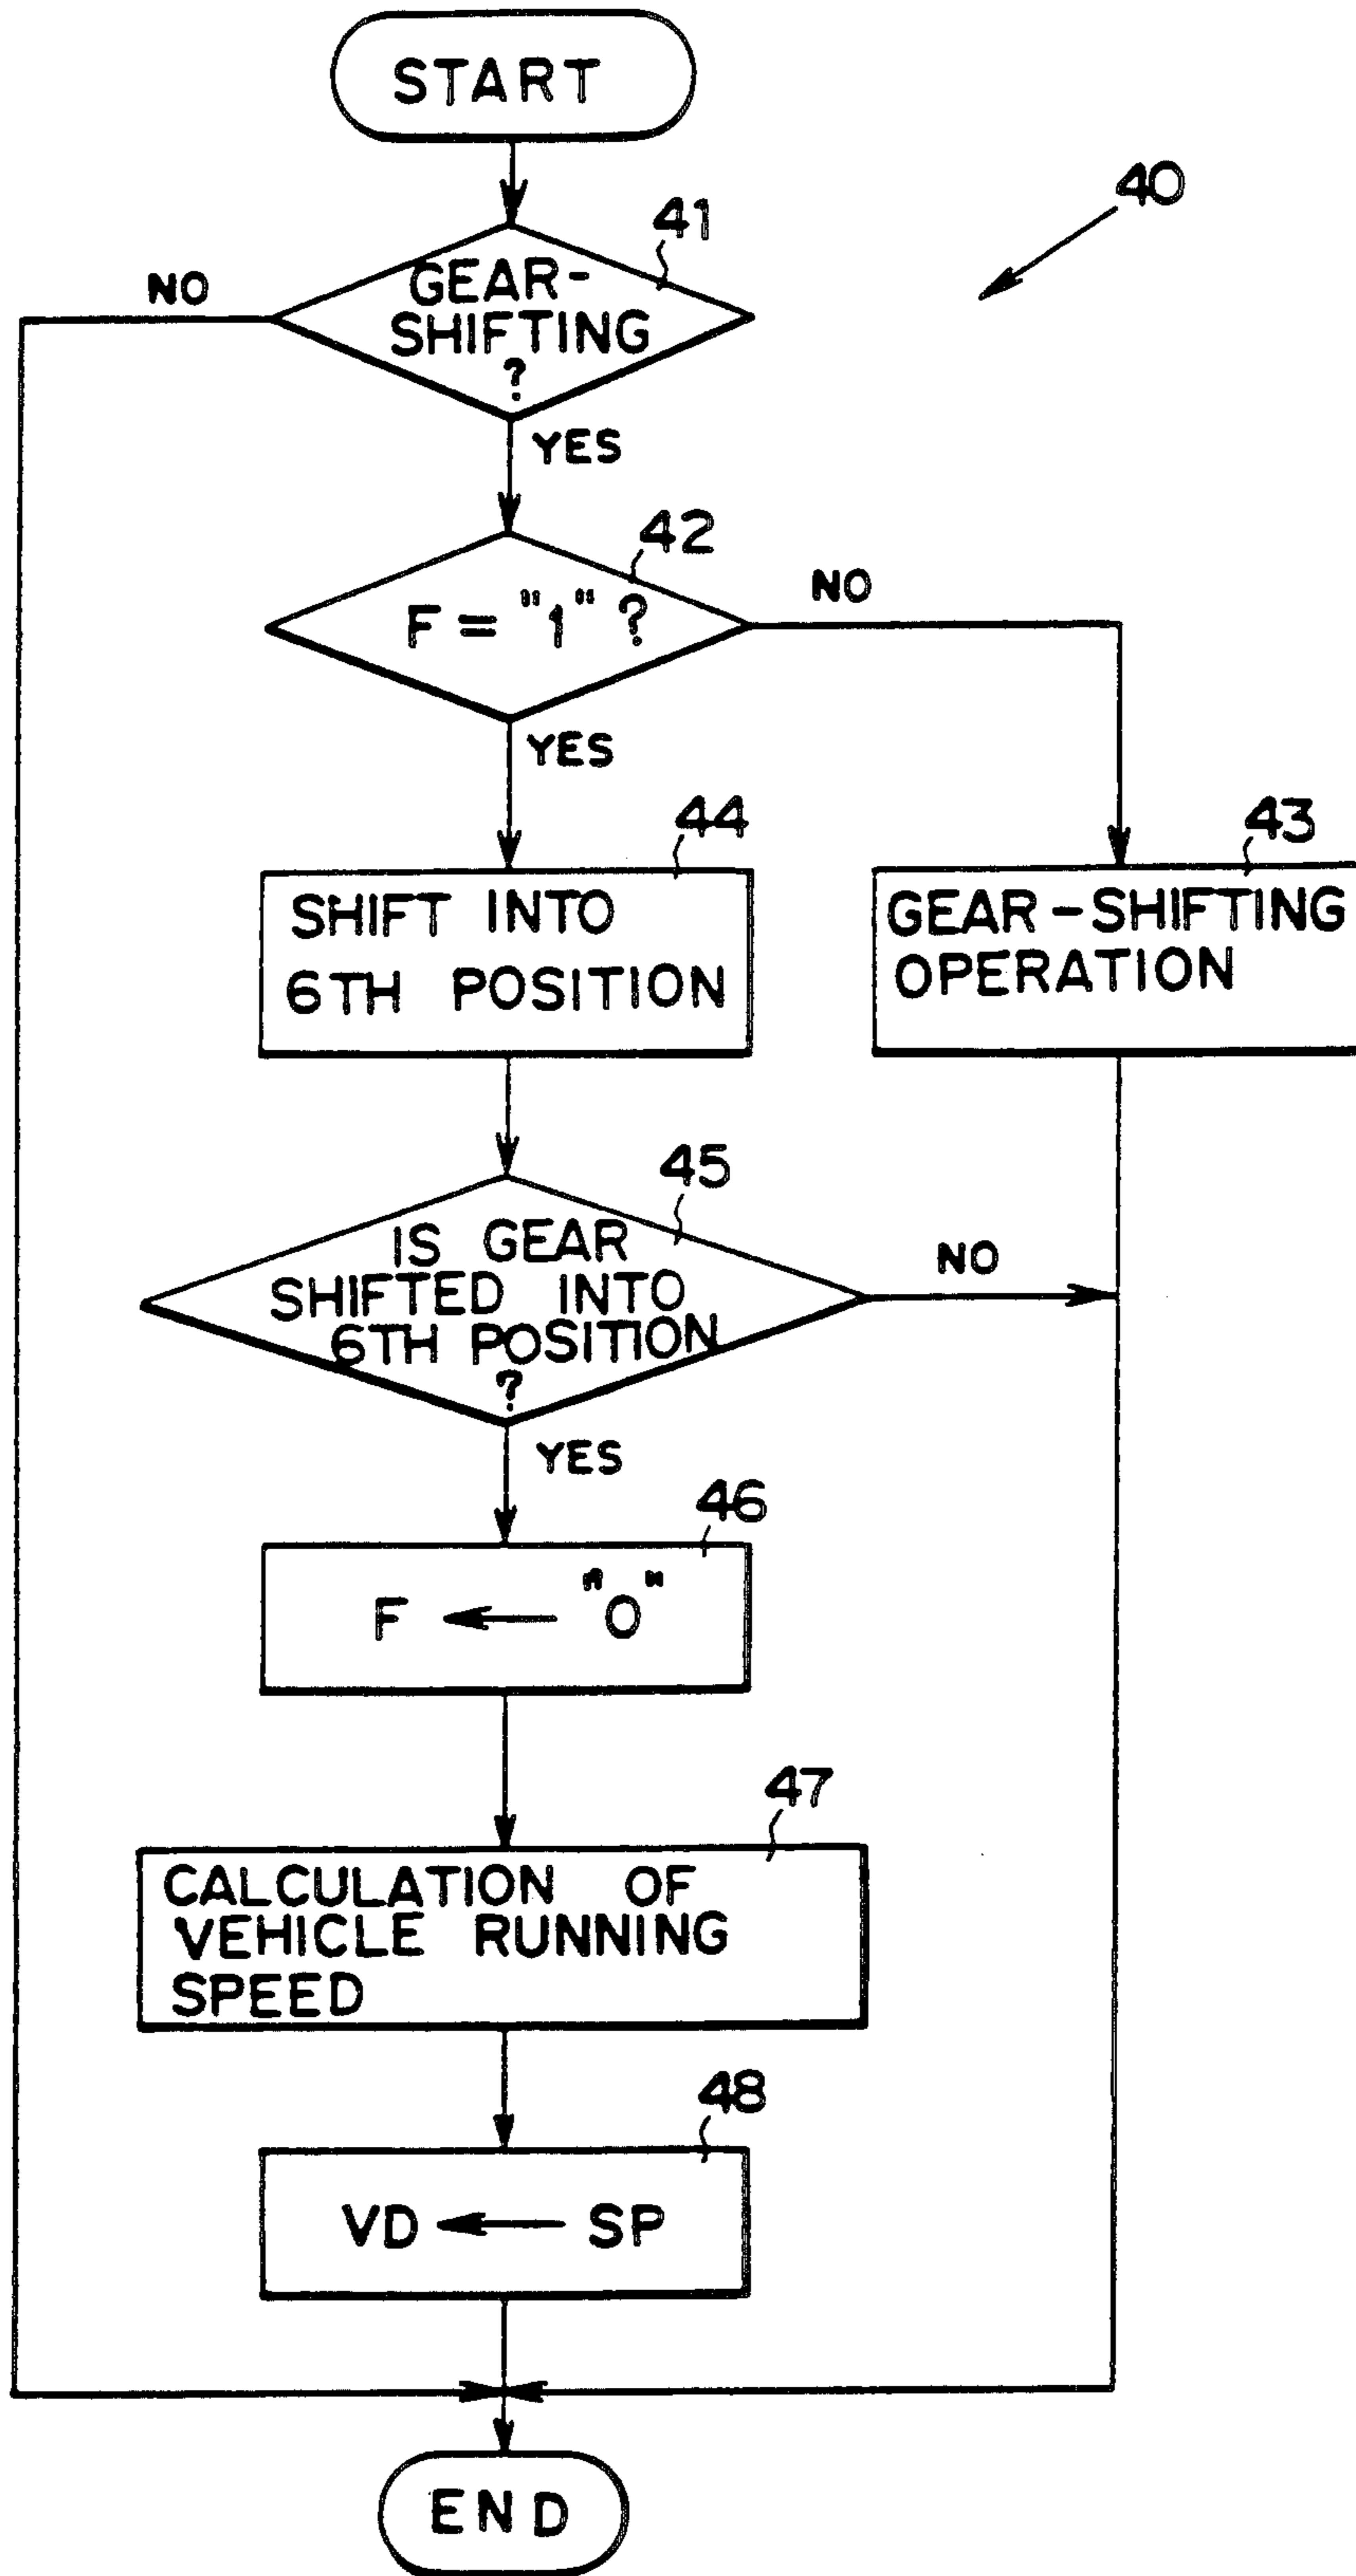 START
40
41
GEAR-
SHIFTING
?
NO
YES
42
F = "1" ?
NO
YES
44
SHIFT INTO
6TH POSITION
43
GEAR-SHIFTING
OPERATION
45
IS GEAR
SHIFTED INTO
6TH POSITION
?
NO
YES
46
F ← "0"
47
CALCULATION OF
VEHICLE RUNNING
SPEED
48
VD ← SP
END